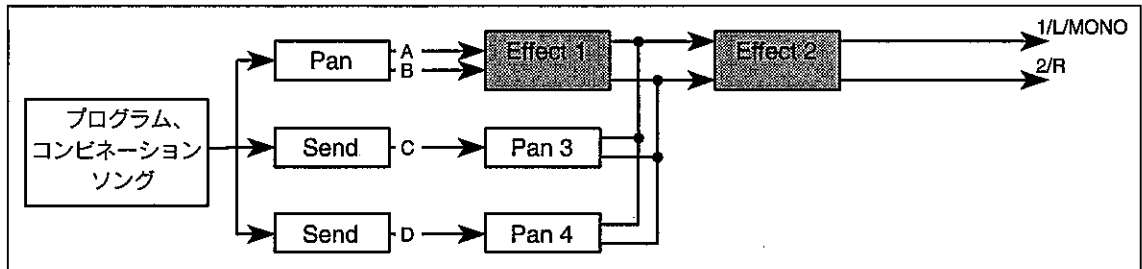 プログラム、
コンビネーション
ソング
Pan
A
B
Effect 1
Effect 2
1/L/MONO
2/R
Send
C
Pan 3
Send
D
Pan 4